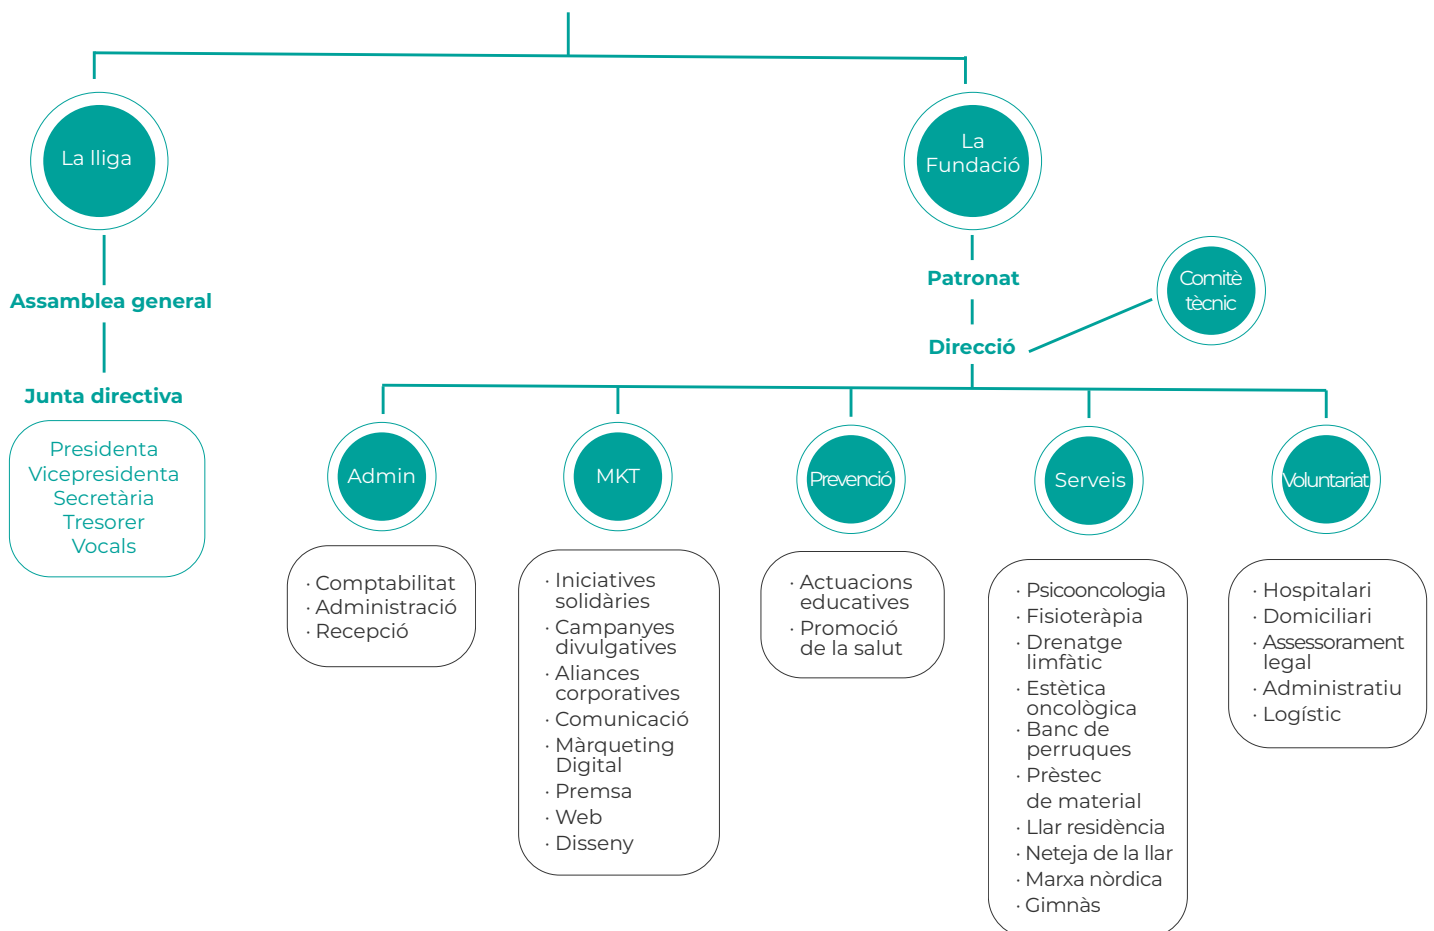 La lliga
Assamblea general
Junta directiva
Presidenta
Vicepresidenta
Secretària
Tresorer
Vocals
La
Fundació
Patronat
Direcció
Comitè
tècnic
Admin
· Comptabilitat
· Administració
· Recepció
MKT
· Iniciatives
solidàries
· Campanyes
divulgatives
· Aliances
corporatives
· Comunicació
· Màrqueting
Digital
· Premsa
· Web
· Disseny
Prevenció
· Actuacions
educatives
· Promoció
de la salut
Serveis
· Psicooncologia
· Fisioteràpia
· Drenatge
limfàtic
· Estètica
oncològica
· Banc de
perruques
· Prèstec
de material
· Llar residència
· Neteja de la llar
· Marxa nòrdica
· Gimnàs
Voluntariat
· Hospitalari
· Domiciliari
· Assessorament
legal
· Administratiu
· Logístic